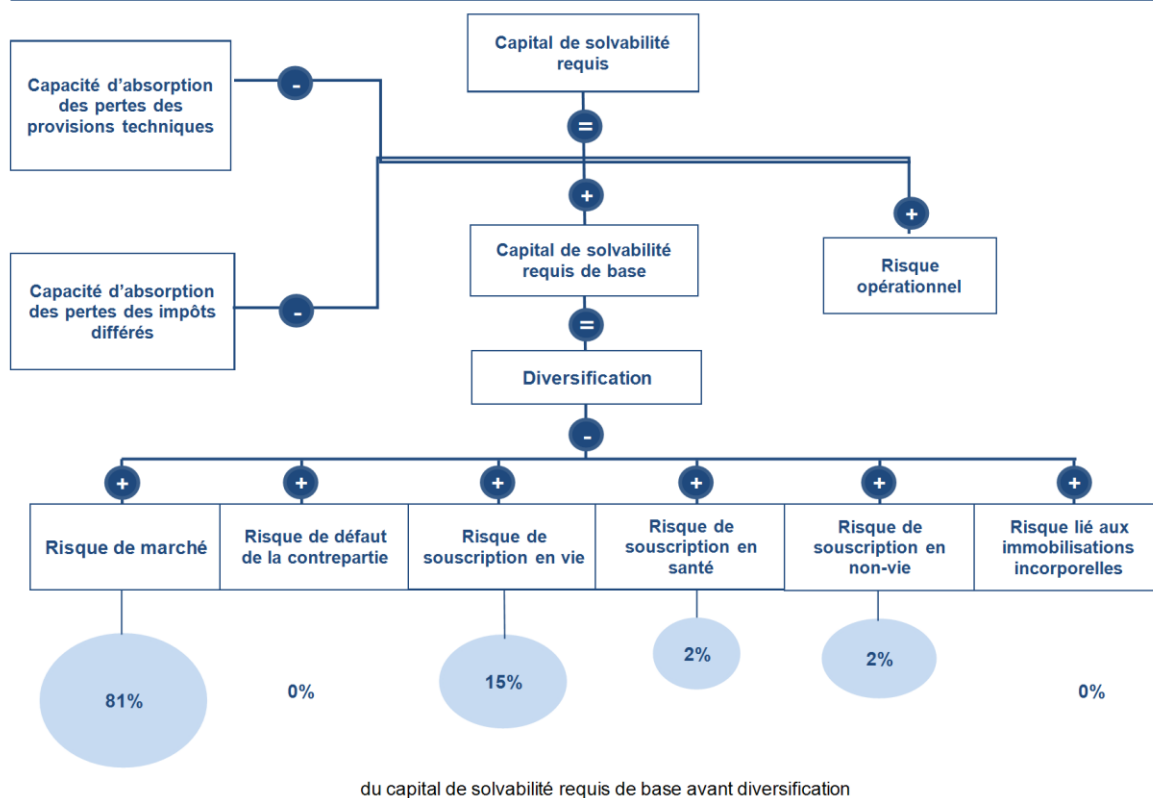 Capital de solvabilité
requis
Capacité d'absorption
des pertes des
provisions techniques
-
=
+
+
Capital de solvabilité
requis de base
Risque
opérationnel
Capacité d'absorption
des pertes des impôts
différés
-
=
Diversification
-
+
+
+
+
+
+
Risque de marché
Risque de défaut
de la contrepartie
Risque de
souscription en vie
Risque de
souscription en
santé
Risque de
souscription en
non-vie
Risque lié aux
immobilisations
incorporelles
81%
0%
15%
2%
2%
0%
du capital de solvabilité requis de base avant diversification